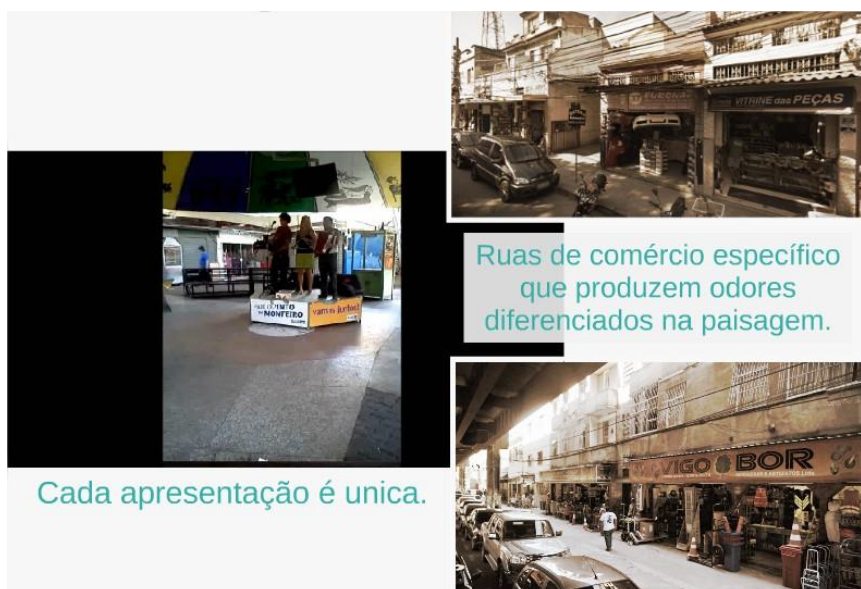 VITRINE das PEÇAS
Ruas de comércio específico
que produzem odores
diferenciados na paisagem.
MONTEIRO
vamos juntos!
VIGO BOR
Cada apresentação é unica.